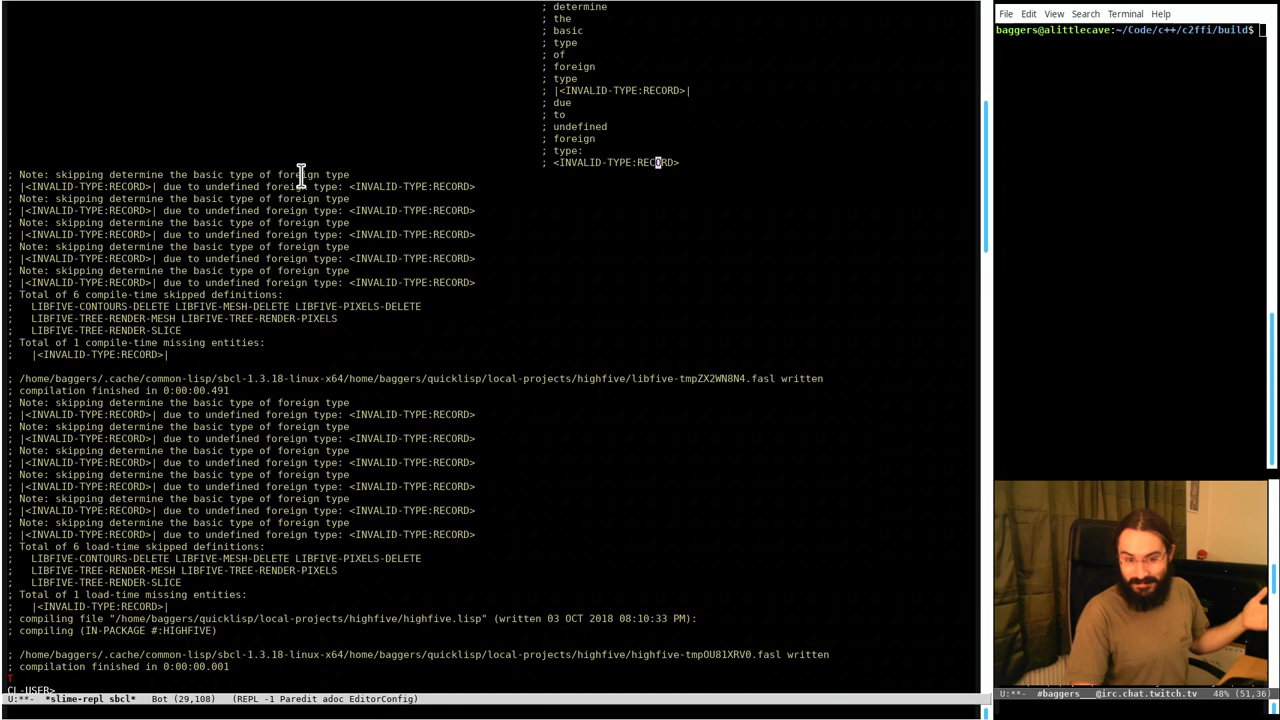 ; determine
; the
; basic
; type
; of
; foreign
; type
; |<INVALID-TYPE:RECORD>|
; due
; to
; undefined
; foreign
; type:
; <INVALID-TYPE:RECORD>
; Note: skipping determine the basic type of foreign type
; |<INVALID-TYPE:RECORD>| due to undefined foreign type: <INVALID-TYPE:RECORD>
; Note: skipping determine the basic type of foreign type
; |<INVALID-TYPE:RECORD>| due to undefined foreign type: <INVALID-TYPE:RECORD>
; Note: skipping determine the basic type of foreign type
; |<INVALID-TYPE:RECORD>| due to undefined foreign type: <INVALID-TYPE:RECORD>
; Note: skipping determine the basic type of foreign type
; |<INVALID-TYPE:RECORD>| due to undefined foreign type: <INVALID-TYPE:RECORD>
; Note: skipping determine the basic type of foreign type
; |<INVALID-TYPE:RECORD>| due to undefined foreign type: <INVALID-TYPE:RECORD>
; Total of 6 compile-time skipped definitions:
;   LIBFIVE-CONTOURS-DELETE LIBFIVE-MESH-DELETE LIBFIVE-PIXELS-DELETE
;   LIBFIVE-TREE-RENDER-MESH LIBFIVE-TREE-RENDER-PIXELS
;   LIBFIVE-TREE-RENDER-SLICE
; Total of 1 compile-time missing entities:
;   |<INVALID-TYPE:RECORD>|
; /home/baggers/.cache/common-lisp/sbcl-1.3.18-linux-x64/home/baggers/quicklisp/local-projects/highfive/libfive-tmpZX2WN8N4.fasl written
; compilation finished in 0:00:00.491
; Note: skipping determine the basic type of foreign type
; |<INVALID-TYPE:RECORD>| due to undefined foreign type: <INVALID-TYPE:RECORD>
; Note: skipping determine the basic type of foreign type
; |<INVALID-TYPE:RECORD>| due to undefined foreign type: <INVALID-TYPE:RECORD>
; Note: skipping determine the basic type of foreign type
; |<INVALID-TYPE:RECORD>| due to undefined foreign type: <INVALID-TYPE:RECORD>
; Note: skipping determine the basic type of foreign type
; |<INVALID-TYPE:RECORD>| due to undefined foreign type: <INVALID-TYPE:RECORD>
; Note: skipping determine the basic type of foreign type
; |<INVALID-TYPE:RECORD>| due to undefined foreign type: <INVALID-TYPE:RECORD>
; Note: skipping determine the basic type of foreign type
; |<INVALID-TYPE:RECORD>| due to undefined foreign type: <INVALID-TYPE:RECORD>
; Total of 6 load-time skipped definitions:
;   LIBFIVE-CONTOURS-DELETE LIBFIVE-MESH-DELETE LIBFIVE-PIXELS-DELETE
;   LIBFIVE-TREE-RENDER-MESH LIBFIVE-TREE-RENDER-PIXELS
;   LIBFIVE-TREE-RENDER-SLICE
; Total of 1 load-time missing entities:
;   |<INVALID-TYPE:RECORD>|
; compiling file "/home/baggers/quicklisp/local-projects/highfive/highfive.lisp" (written 03 OCT 2018 08:10:33 PM):
; compiling (IN-PACKAGE #:HIGHFIVE)
; /home/baggers/.cache/common-lisp/sbcl-1.3.18-linux-x64/home/baggers/quicklisp/local-projects/highfive/highfive-tmpOU81XRV0.fasl written
; compilation finished in 0:00:00.001
T
CL-USER>
U:**-  *slime-repl sbcl*   Bot (29,108)   (REPL -1 Paredit adoc EditorConfig)
File Edit View Search Terminal Help
baggers@alittlecave:~/Code/c++/c2ffi/build$
U:**-  #baggers___@irc.chat.twitch.tv   48% (51,36)